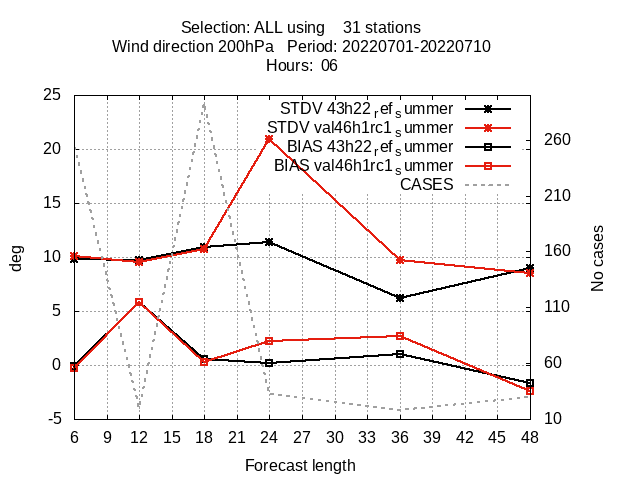 Selection: ALL using    31 stations
Wind direction 200hPa   Period: 20220701-20220710
Hours:  06
STDV 43h22_ref_summer
STDV val46h1rc1_summer
BIAS 43h22_ref_summer
BIAS val46h1rc1_summer
CASES
25
20
15
10
5
0
-5
deg
260
210
160
110
60
10
No cases
6 9 12 15 18 21 24 27 30 33 36 39 42 45 48
Forecast length